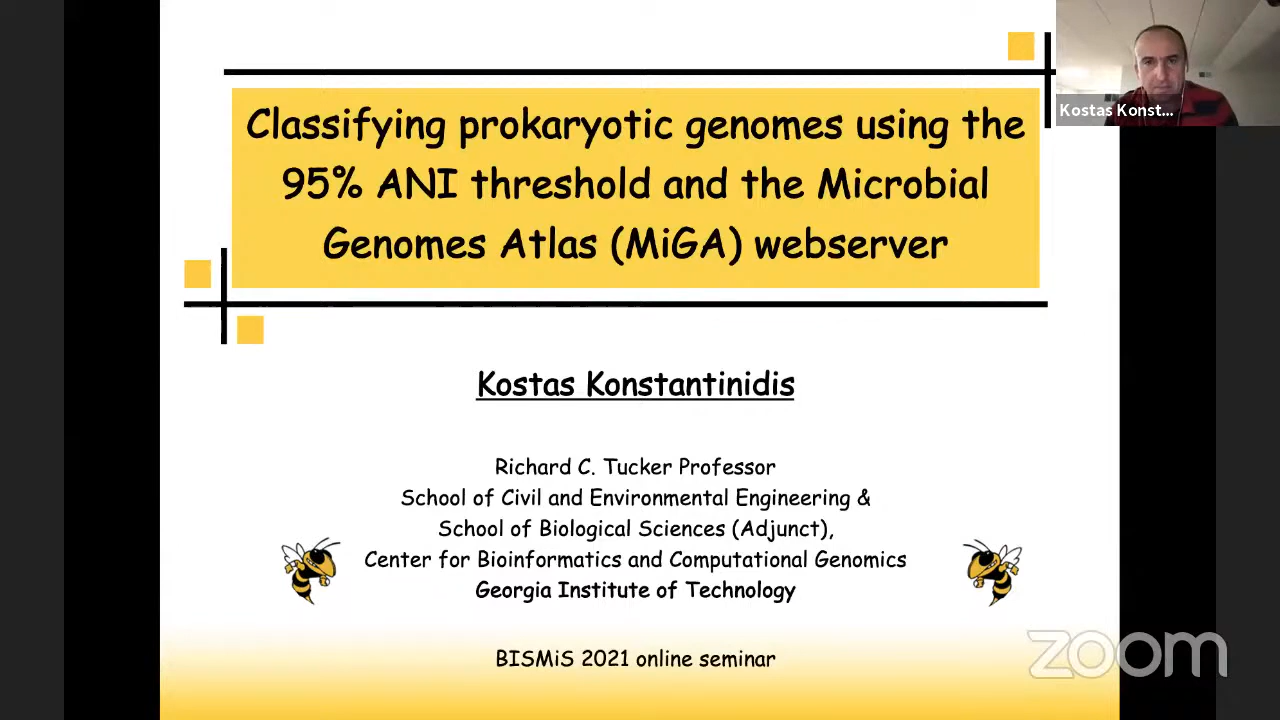 Classifying prokaryotic genomes using the
95% ANI threshold and the Microbial
Genomes Atlas (MiGA) webserver
Kostas Konst...
Kostas Konstantinidis
Richard C. Tucker Professor
School of Civil and Environmental Engineering &
School of Biological Sciences (Adjunct),
Center for Bioinformatics and Computational Genomics
Georgia Institute of Technology
BISMiS 2021 online seminar
zoom